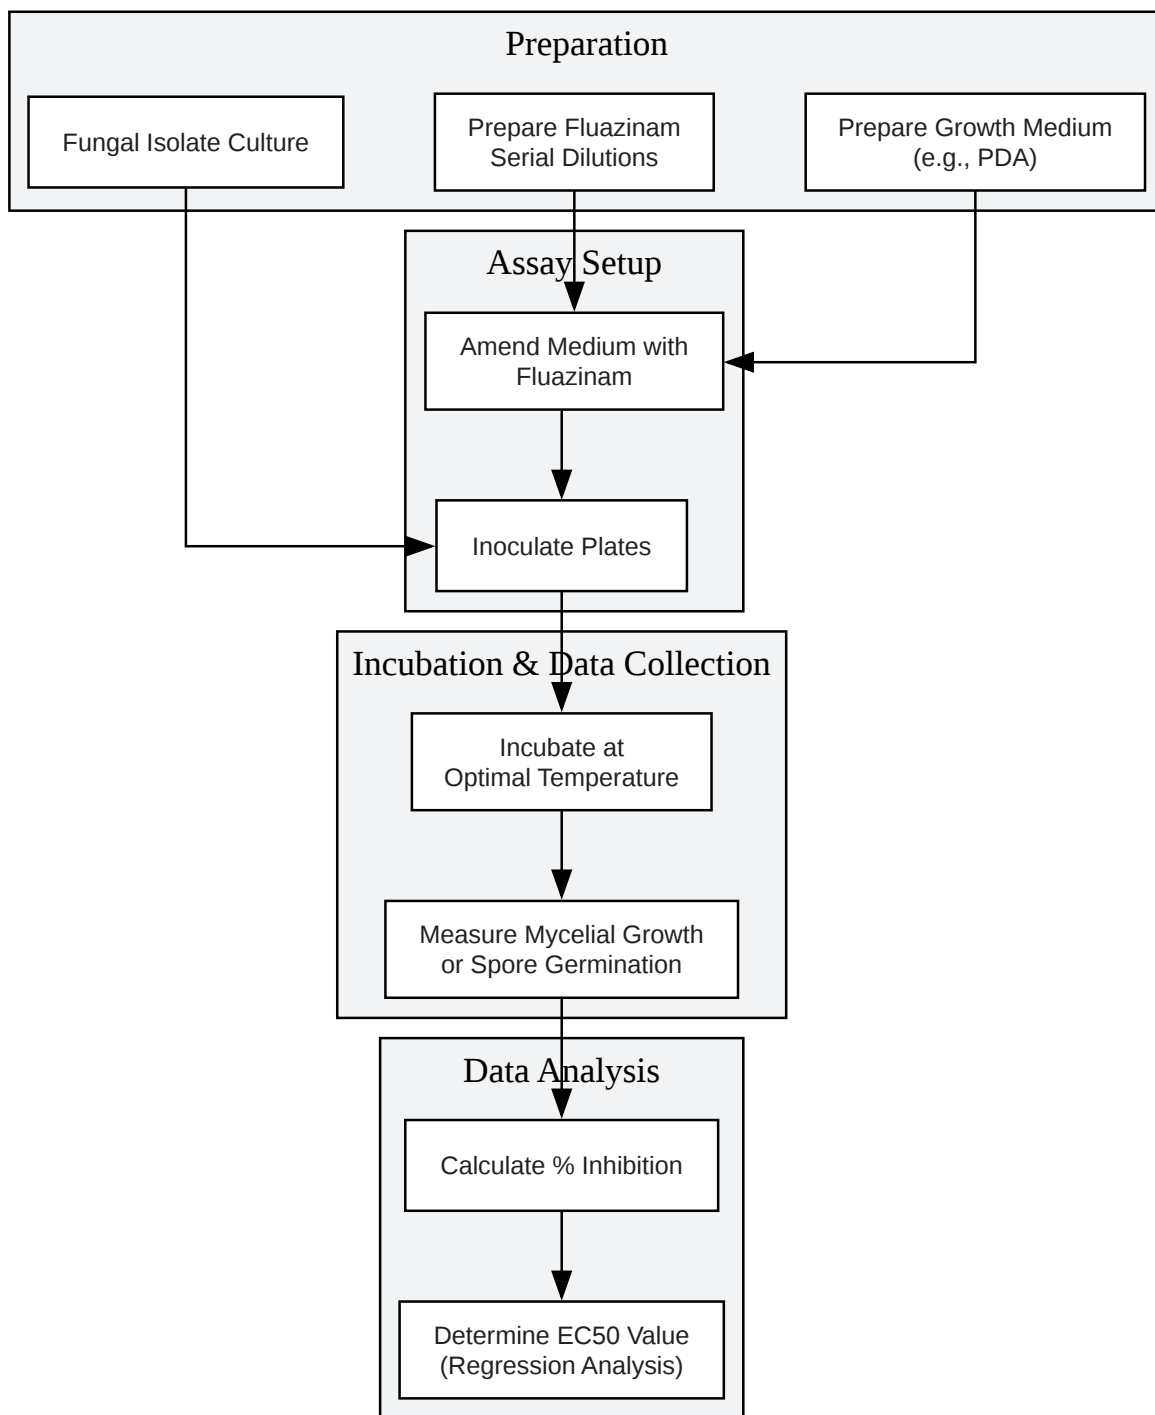 Preparation
Fungal Isolate Culture
Prepare Fluazinam
Serial Dilutions
Prepare Growth Medium
(e.g., PDA)
Assay Setup
Amend Medium with
Fluazinam
Inoculate Plates
Incubation & Data Collection
Incubate at
Optimal Temperature
Measure Mycelial Growth
or Spore Germination
Data Analysis
Calculate % Inhibition
Determine EC50 Value
(Regression Analysis)